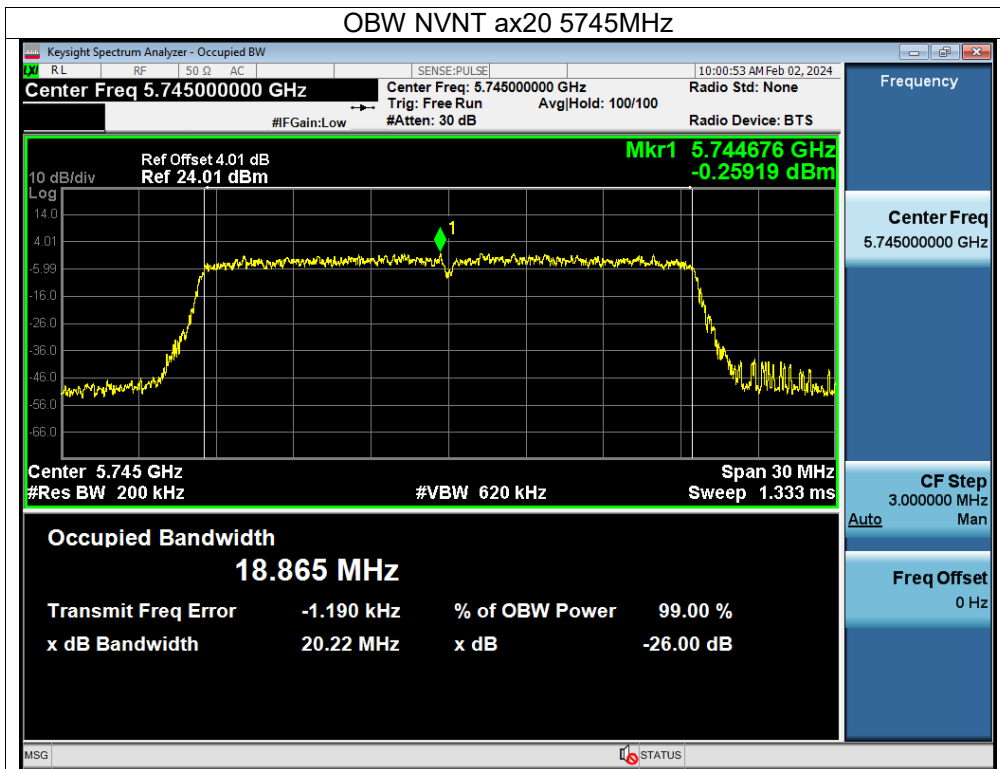 OBW NVNT ax20 5745MHz
Keysight Spectrum Analyzer - Occupied BW
LXI RL RF 50 Ω AC SENSE:PULSE 10:00:53 AM Feb 02, 2024
Center Freq 5.745000000 GHz Center Freq: 5.745000000 GHz Radio Std: None
Trig: Free Run Avg|Hold: 100/100
#IFGain:Low #Atten: 30 dB Radio Device: BTS
Frequency
Mkr1 5.744676 GHz
Ref Offset 4.01 dB
10 dB/div Ref 24.01 dBm -0.25919 dBm
Log
14.0
4.01
-5.99
-16.0
-26.0
-36.0
-46.0
-56.0
-66.0
1
Center 5.745 GHz Span 30 MHz
#Res BW 200 kHz #VBW 620 kHz Sweep 1.333 ms
Center Freq
5.745000000 GHz
CF Step
3.000000 MHz
Auto Man
Freq Offset
0 Hz
Occupied Bandwidth
18.865 MHz
Transmit Freq Error -1.190 kHz % of OBW Power 99.00 %
x dB Bandwidth 20.22 MHz x dB -26.00 dB
MSG STATUS